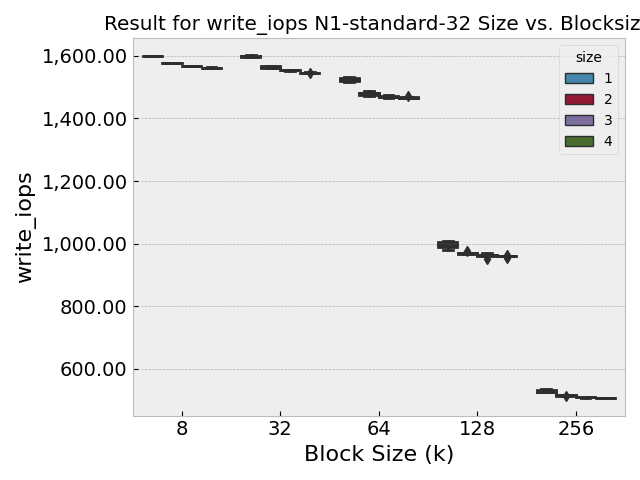 Result for write_iops N1-standard-32 Size vs. Blocksiz
1,600.00
1,400.00
1,200.00
1,000.00
800.00
600.00
write_iops
size
1
2
3
4
8 32 64 128 256
Block Size (k)